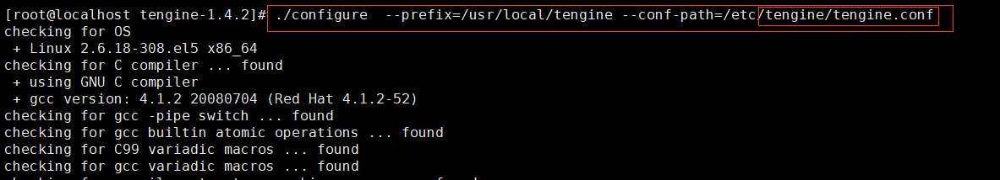 [root@localhost tengine-1.4.2]# ./configure  --prefix=/usr/local/tengine --conf-path=/etc/tengine/tengine.conf
checking for OS
 + Linux 2.6.18-308.el5 x86_64
checking for C compiler ... found
 + using GNU C compiler
 + gcc version: 4.1.2 20080704 (Red Hat 4.1.2-52)
checking for gcc -pipe switch ... found
checking for gcc builtin atomic operations ... found
checking for C99 variadic macros ... found
checking for gcc variadic macros ... found